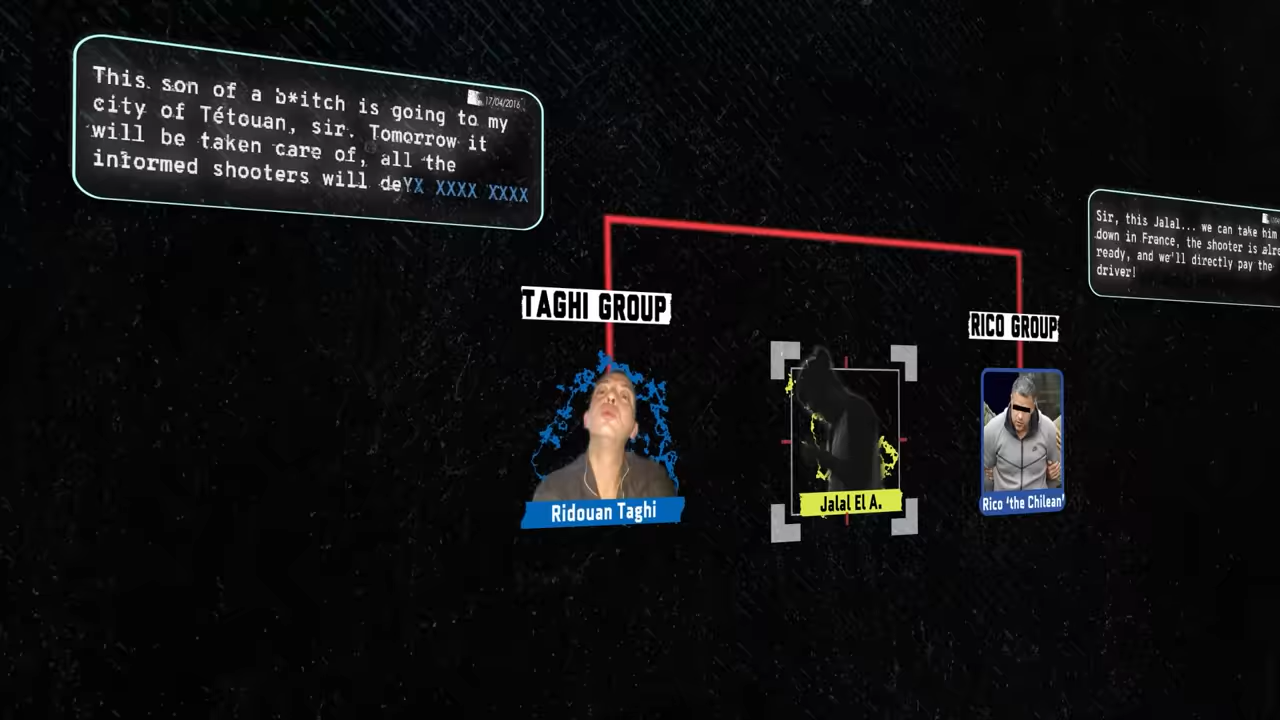 17/04/2016
This son of a b*itch is going to my
city of Tétouan, sir. Tomorrow it
will be taken care of, all the
informed shooters will deYX XXXX XXXX
Sir, this Jalal... we can take him
down in France, the shooter is alre
ready, and we'll directly pay the
driver!
TAGHI GROUP
RICO GROUP
Ridouan Taghi
Jalal El A.
Rico 'the Chilean'